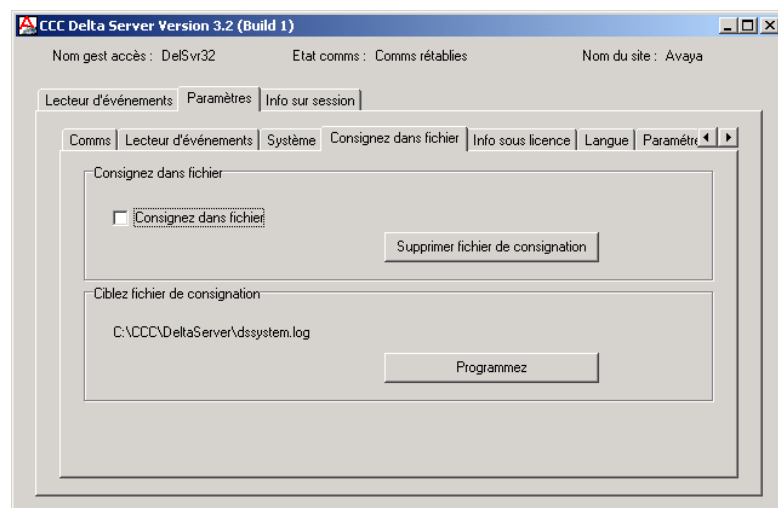 CCC Delta Server Version 3.2 (Build 1)
Nom gest accès : DelSvr32 Etat comms : Comms rétablies Nom du site : Avaya
Lecteur d'événements Paramètres Info sur session
Comms Lecteur d'événements Système Consignez dans fichier Info sous licence Langue
Consignez dans fichier
Consignez dans fichier
Supprimer fichier de consignation
Ciblez fichier de consignation
C:\CCC\DeltaServer\dssystem.log
Programmez